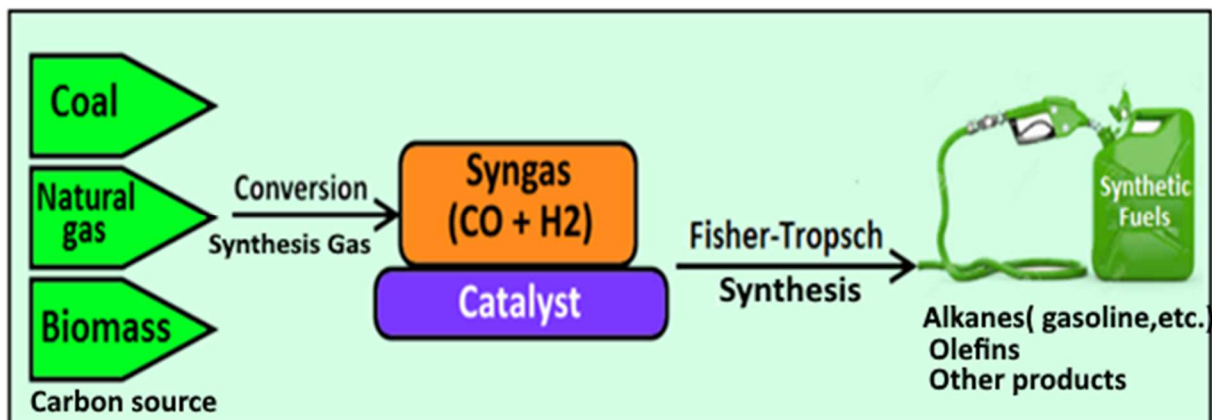 Coal
Natural
gas
Biomass
Carbon source
Conversion
Synthesis Gas
Syngas
(CO + H2)
Catalyst
Fisher-Tropsch
Synthesis
Synthetic
Fuels
Alkanes( gasoline,etc.)
Olefins
Other products